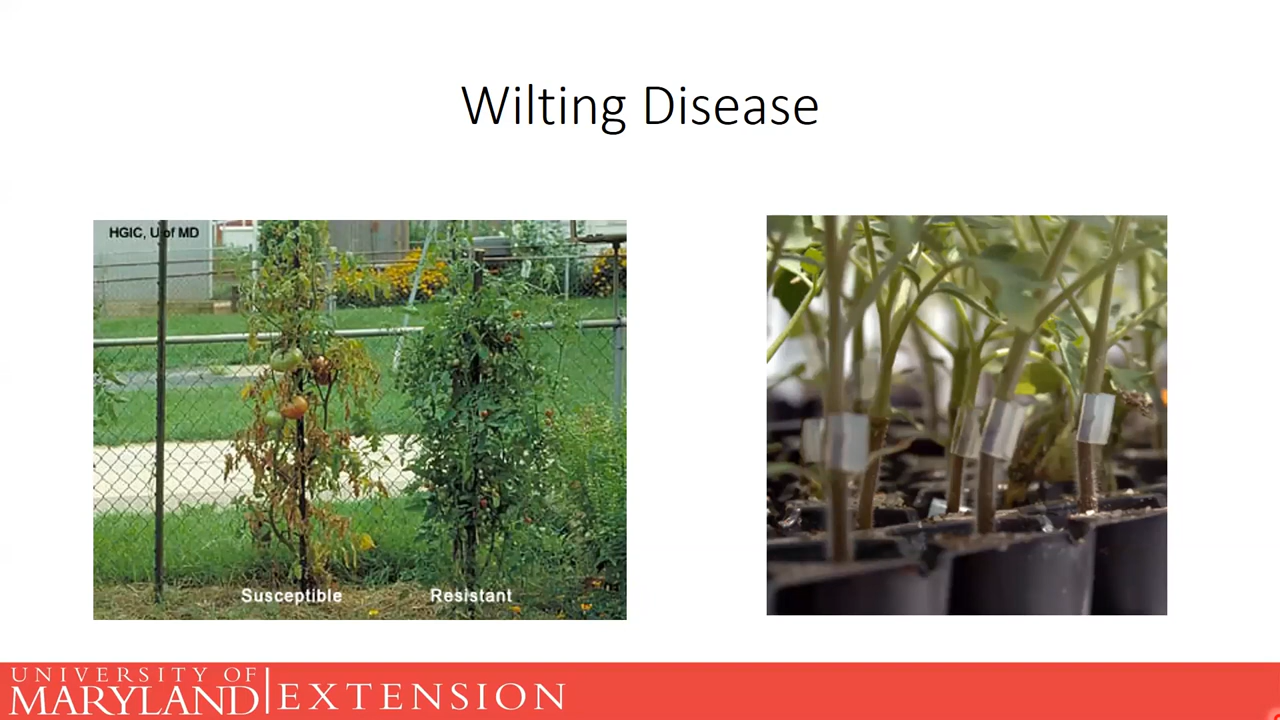 Wilting Disease
HGIC, U of MD
Susceptible Resistant
UNIVERSITY OF
MARYLAND EXTENSION